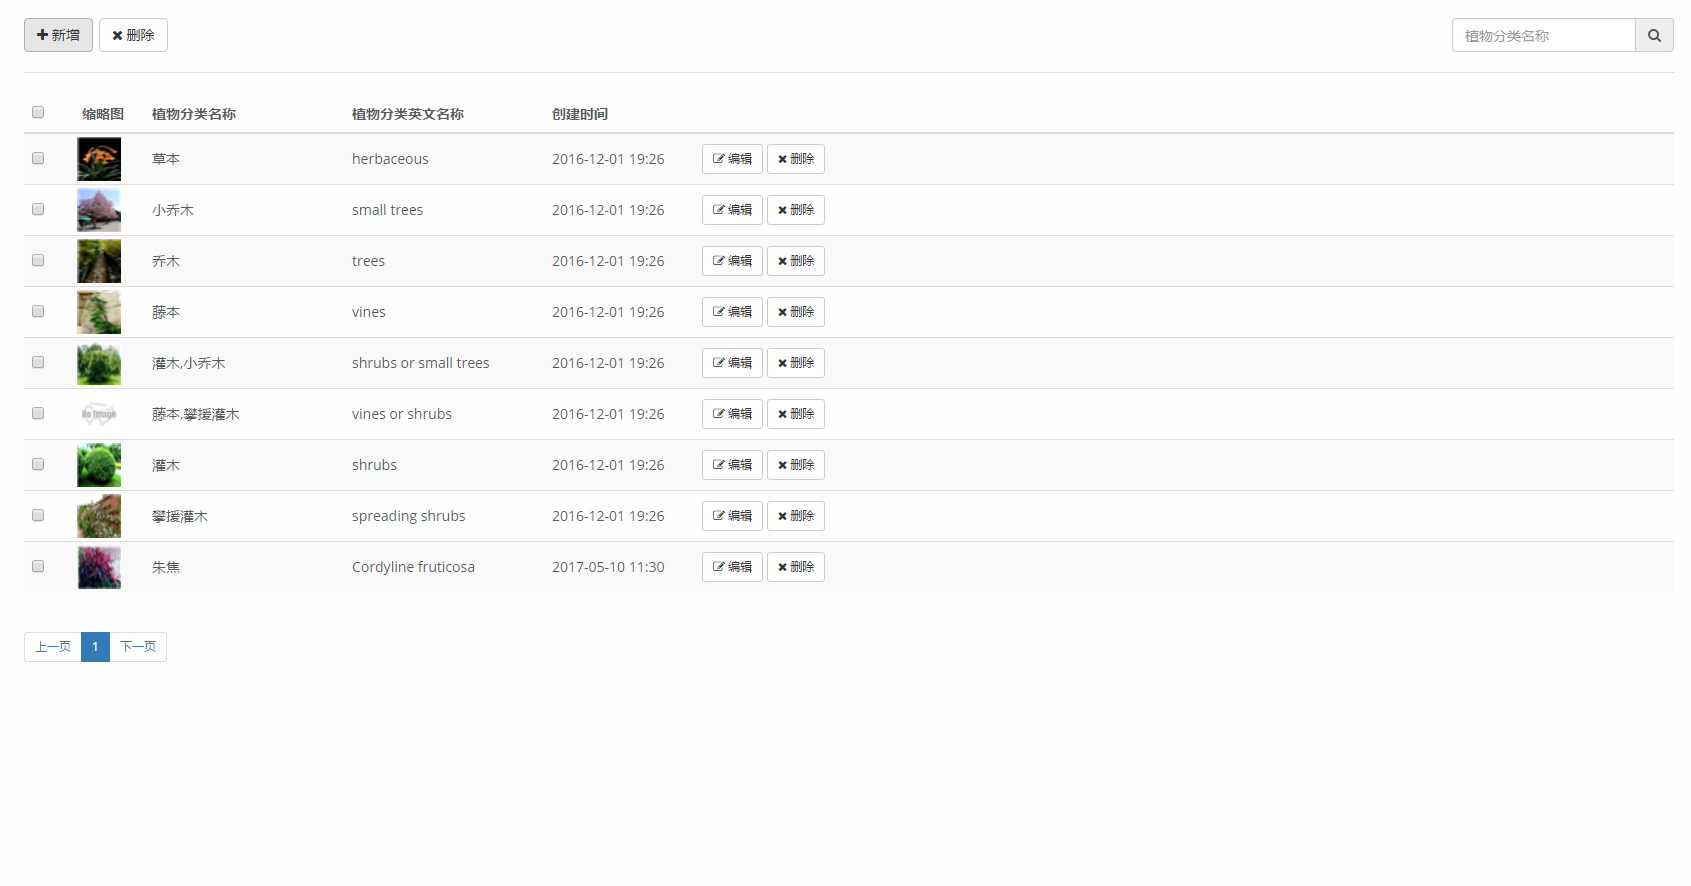 新增 删除 植物分类名称
缩略图 植物分类名称 植物分类英文名称 创建时间
草本 herbaceous 2016-12-01 19:26 编辑 删除
小乔木 small trees 2016-12-01 19:26 编辑 删除
乔木 trees 2016-12-01 19:26 编辑 删除
藤本 vines 2016-12-01 19:26 编辑 删除
灌木,小乔木 shrubs or small trees 2016-12-01 19:26 编辑 删除
No Image 藤本,攀援灌木 vines or shrubs 2016-12-01 19:26 编辑 删除
灌木 shrubs 2016-12-01 19:26 编辑 删除
攀援灌木 spreading shrubs 2016-12-01 19:26 编辑 删除
朱焦 Cordyline fruticosa 2017-05-10 11:30 编辑 删除
上一页 1 下一页